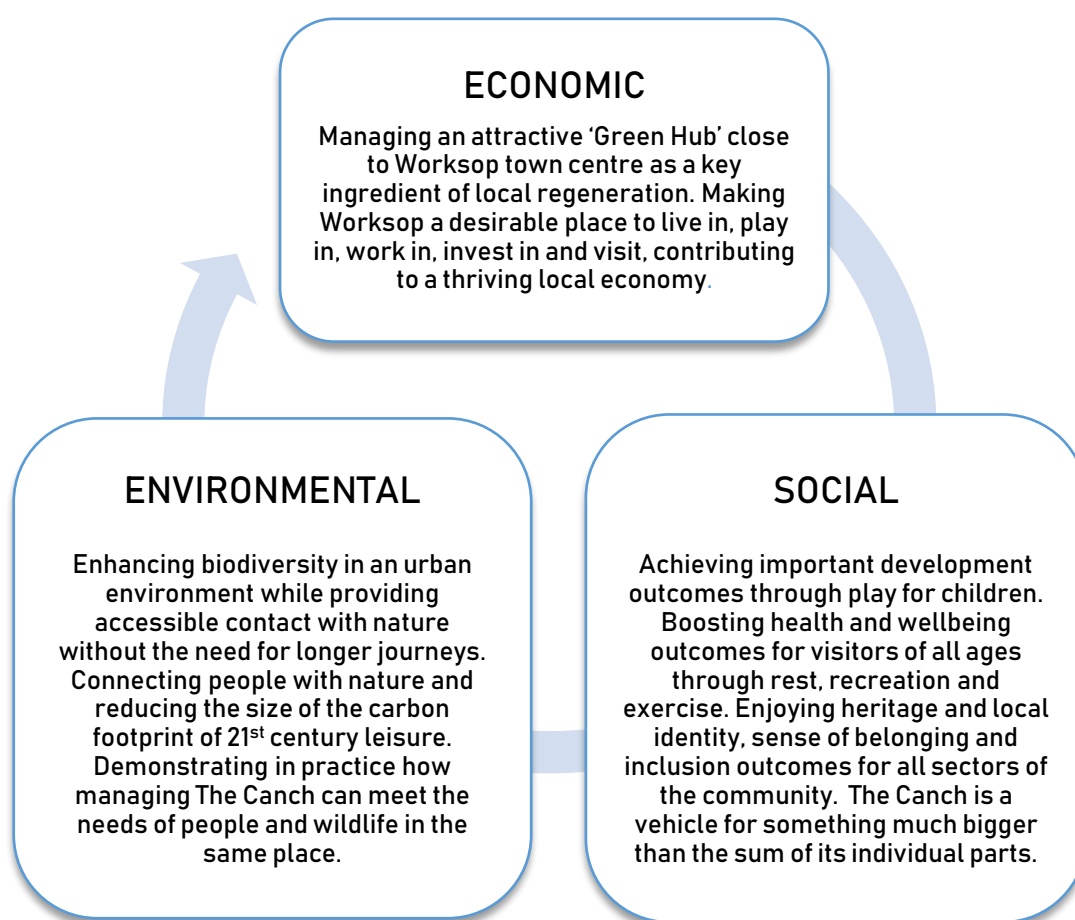 ECONOMIC
Managing an attractive ‘Green Hub’ close
to Worksop town centre as a key
ingredient of local regeneration. Making
Worksop a desirable place to live in, play
in, work in, invest in and visit, contributing
to a thriving local economy.
ENVIRONMENTAL
Enhancing biodiversity in an urban
environment while providing
accessible contact with nature
without the need for longer journeys.
Connecting people with nature and
reducing the size of the carbon
footprint of 21st century leisure.
Demonstrating in practice how
managing The Canch can meet the
needs of people and wildlife in the
same place.
SOCIAL
Achieving important development
outcomes through play for children.
Boosting health and wellbeing
outcomes for visitors of all ages
through rest, recreation and
exercise. Enjoying heritage and local
identity, sense of belonging and
inclusion outcomes for all sectors of
the community. The Canch is a
vehicle for something much bigger
than the sum of its individual parts.